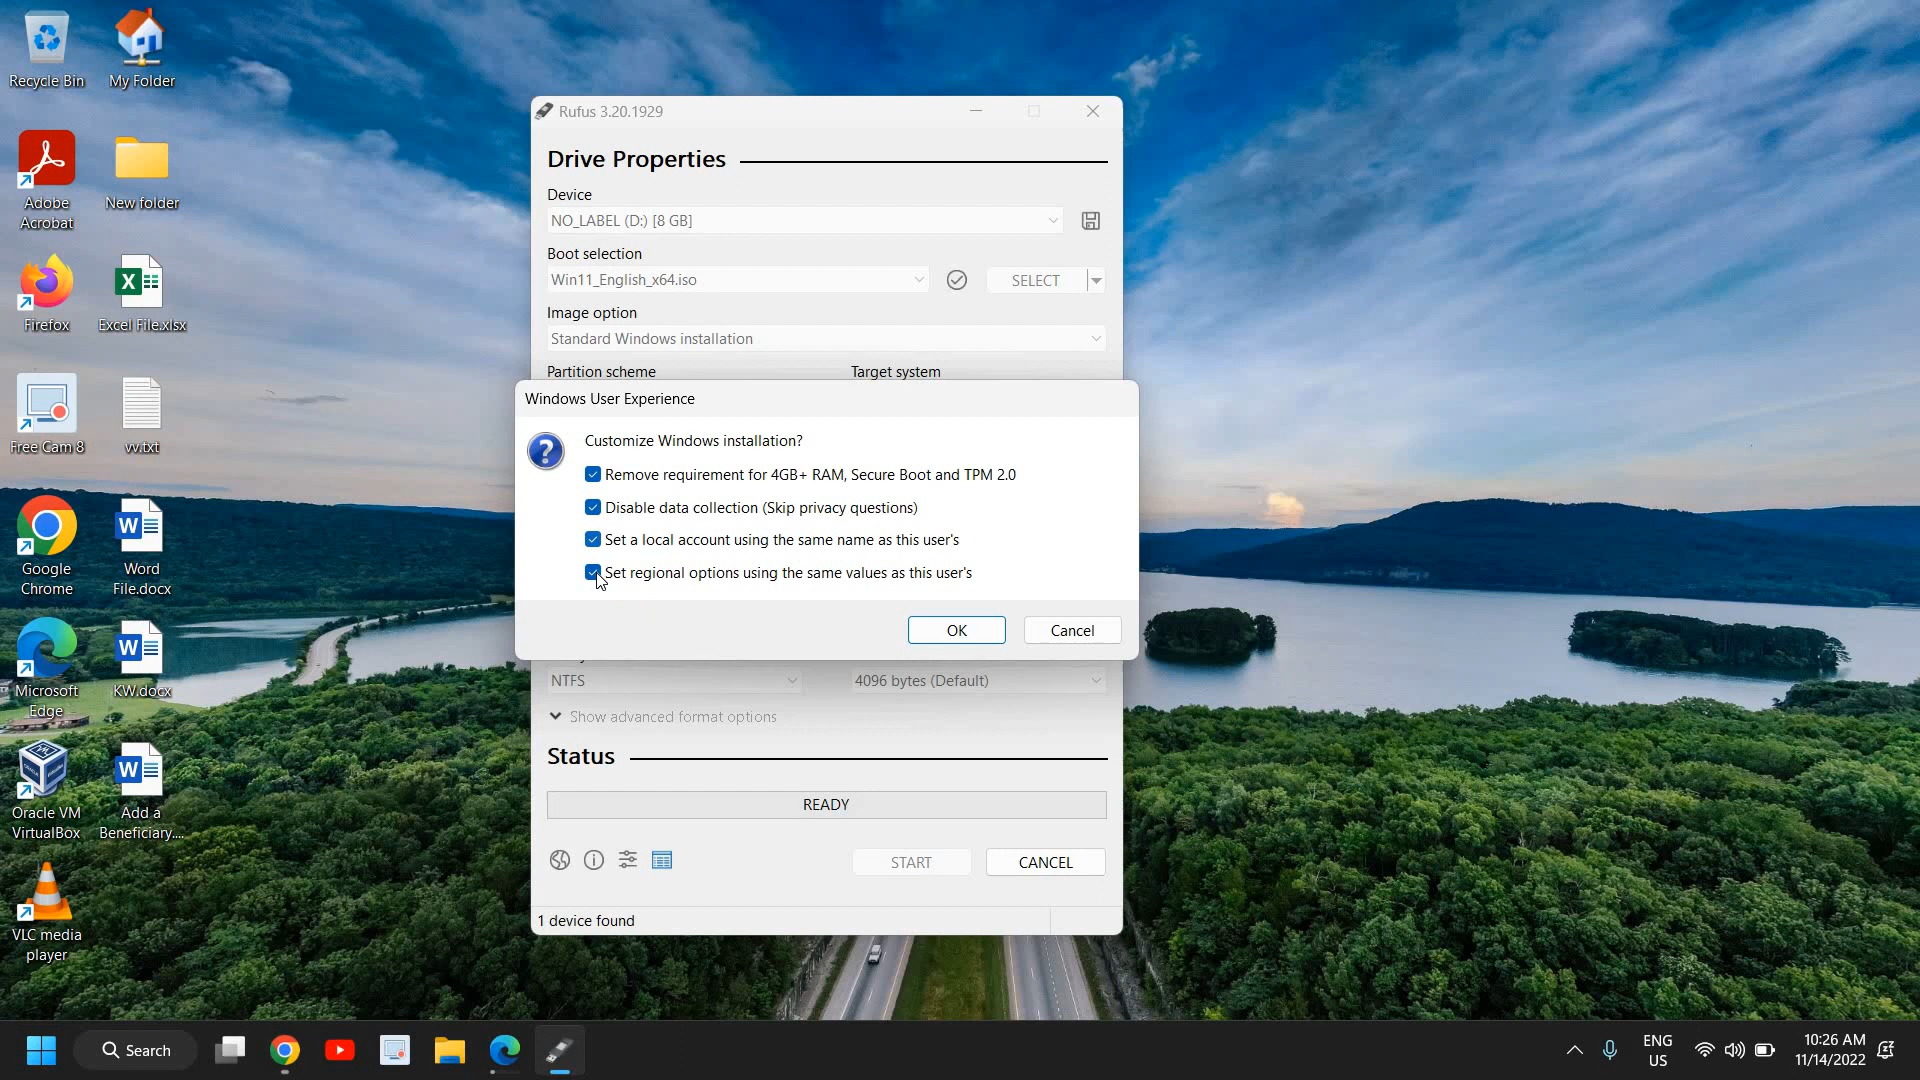 Recycle Bin
My Folder
Adobe
Acrobat
New folder
Firefox
Excel File.xlsx
Free Cam 8
vv.txt
Google
Chrome
Word
File.docx
Microsoft
Edge
KW.docx
Oracle VM
VirtualBox
Add a
Beneficiary....
VLC media
player
Rufus 3.20.1929
Drive Properties
Device
NO_LABEL (D:) [8 GB]
Boot selection
Win11_English_x64.iso
SELECT
Image option
Standard Windows installation
Partition scheme
Target system
Windows User Experience
Customize Windows installation?
Remove requirement for 4GB+ RAM, Secure Boot and TPM 2.0
Disable data collection (Skip privacy questions)
Set a local account using the same name as this user's
Set regional options using the same values as this user's
OK
Cancel
NTFS
4096 bytes (Default)
Show advanced format options
Status
READY
START
CANCEL
1 device found
Search
ENG
US
10:26 AM
11/14/2022